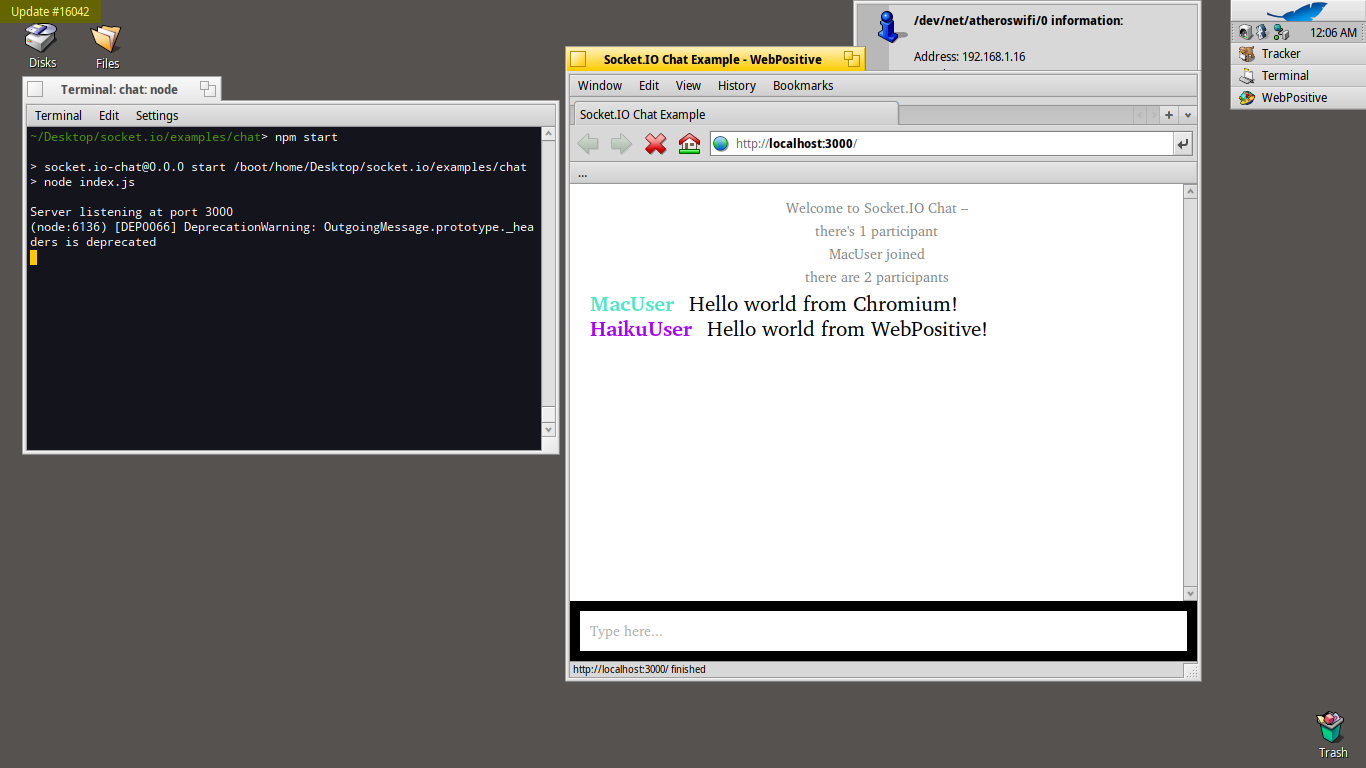 Update #16042
Disks
Files
Terminal: chat: node
Terminal Edit Settings
~/Desktop/socket.io/examples/chat> npm start
> socket.io-chat@0.0.0 start /boot/home/Desktop/socket.io/examples/chat
> node index.js
Server listening at port 3000
(node:6136) [DEP0066] DeprecationWarning: OutgoingMessage.prototype._hea
ders is deprecated
/dev/net/atheroswifi/0 information:
Address: 192.168.1.16
Socket.IO Chat Example - WebPositive
Window Edit View History Bookmarks
Socket.IO Chat Example
http://localhost:3000/
...
Welcome to Socket.IO Chat –
there's 1 participant
MacUser joined
there are 2 participants
MacUser Hello world from Chromium!
HaikuUser Hello world from WebPositive!
Type here...
http://localhost:3000/ finished
12:06 AM
Tracker
Terminal
WebPositive
Trash